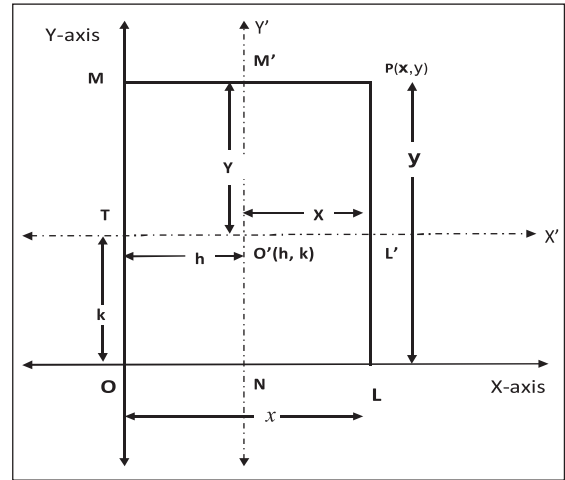 Y-axis
Y’
M’
M
P(x,y)
Y
y
T
X
X’
h
O’(h, k)
L’
k
O
N
L
X-axis
x